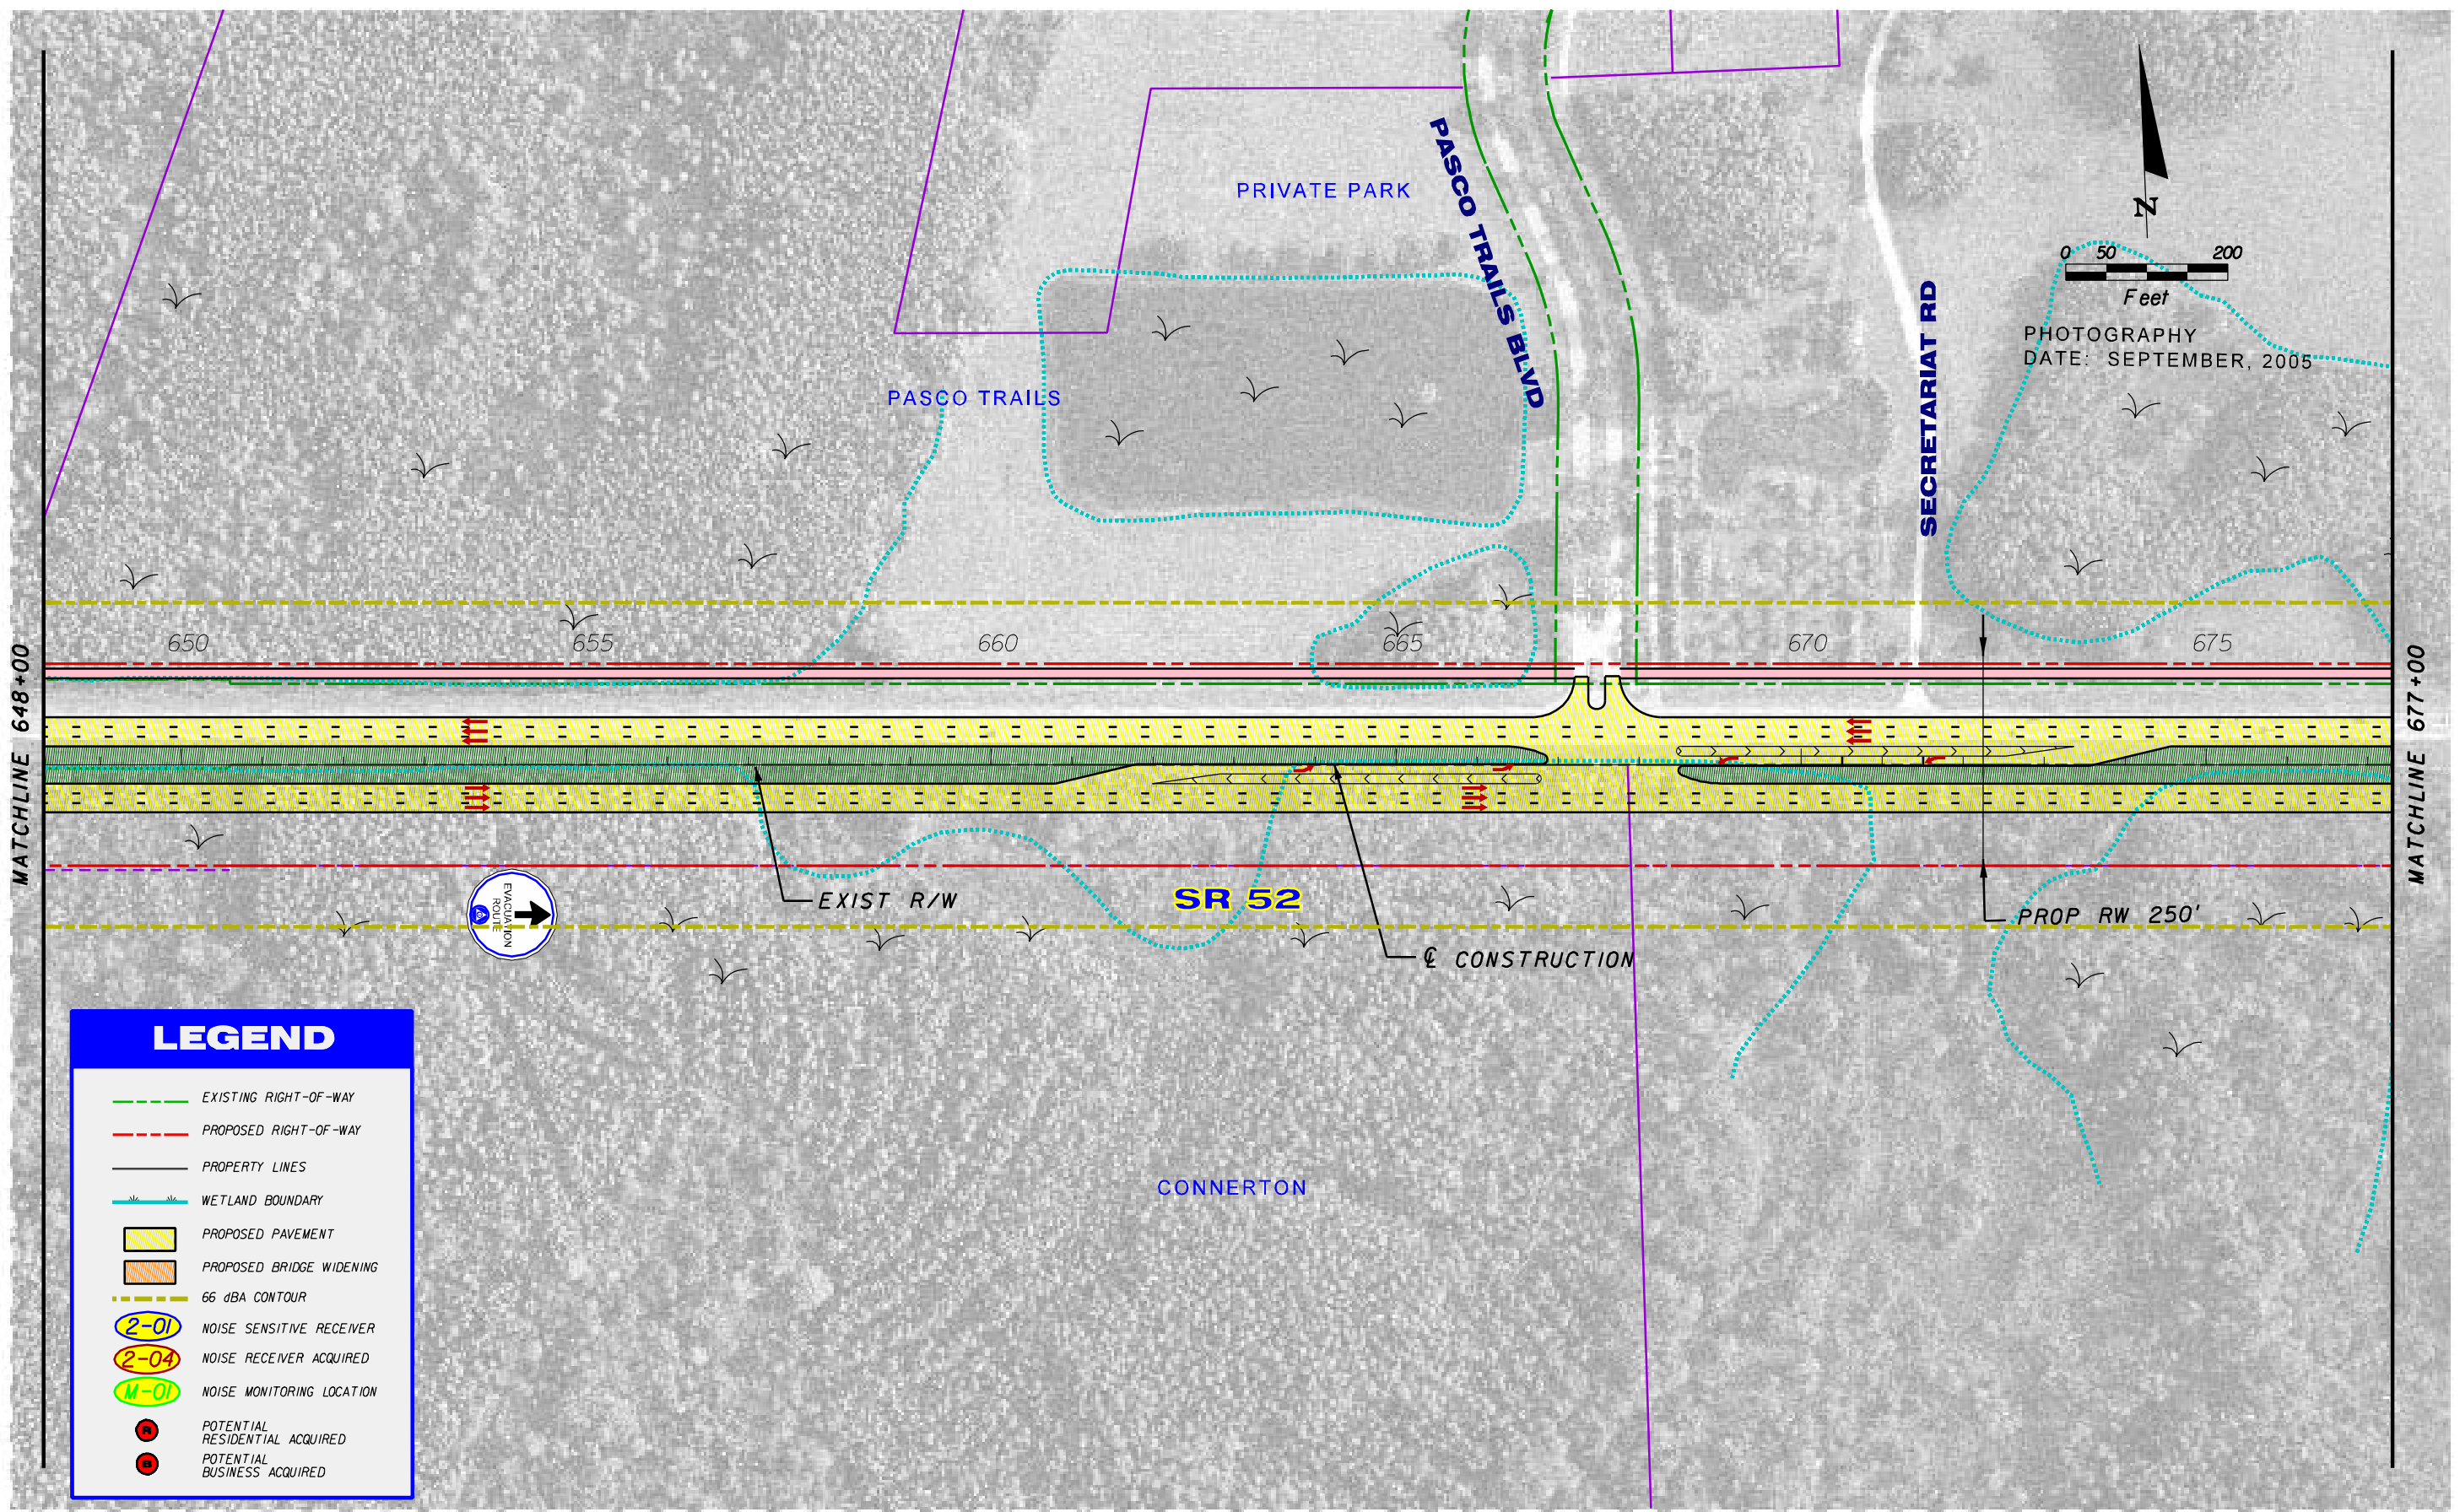 PRIVATE PARK
PASCO TRAILS BLVD
N
0 50 200
Feet
PHOTOGRAPHY
DATE: SEPTEMBER, 2005
SECRETARIAT RD
PASCO TRAILS
650 655 660 665 670 675
MATCHLINE 648+00
MATCHLINE 677+00
EXIST R/W
SR 52
PROP RW 250'
EVACUATION
ROUTE
℄ CONSTRUCTION
CONNERTON
LEGEND
EXISTING RIGHT-OF-WAY
PROPOSED RIGHT-OF-WAY
PROPERTY LINES
WETLAND BOUNDARY
PROPOSED PAVEMENT
PROPOSED BRIDGE WIDENING
66 dBA CONTOUR
2-01 NOISE SENSITIVE RECEIVER
2-04 NOISE RECEIVER ACQUIRED
M-01 NOISE MONITORING LOCATION
R POTENTIAL
RESIDENTIAL ACQUIRED
B POTENTIAL
BUSINESS ACQUIRED